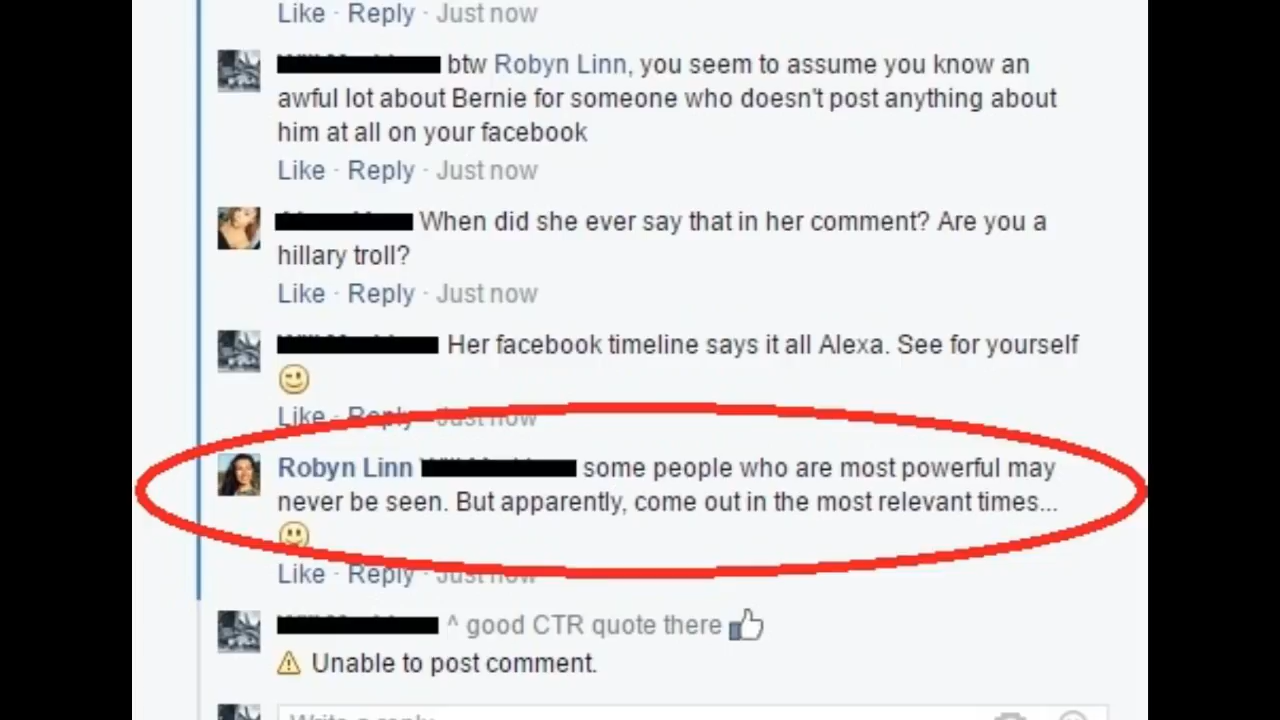 Like · Reply · Just now
btw Robyn Linn, you seem to assume you know an
awful lot about Bernie for someone who doesn't post anything about
him at all on your facebook
Like · Reply · Just now
When did she ever say that in her comment? Are you a
hillary troll?
Like · Reply · Just now
Her facebook timeline says it all Alexa. See for yourself
Like · Reply · Just now
Robyn Linn some people who are most powerful may
never be seen. But apparently, come out in the most relevant times...
Like · Reply · Just now
^ good CTR quote there
Unable to post comment.
Write a reply